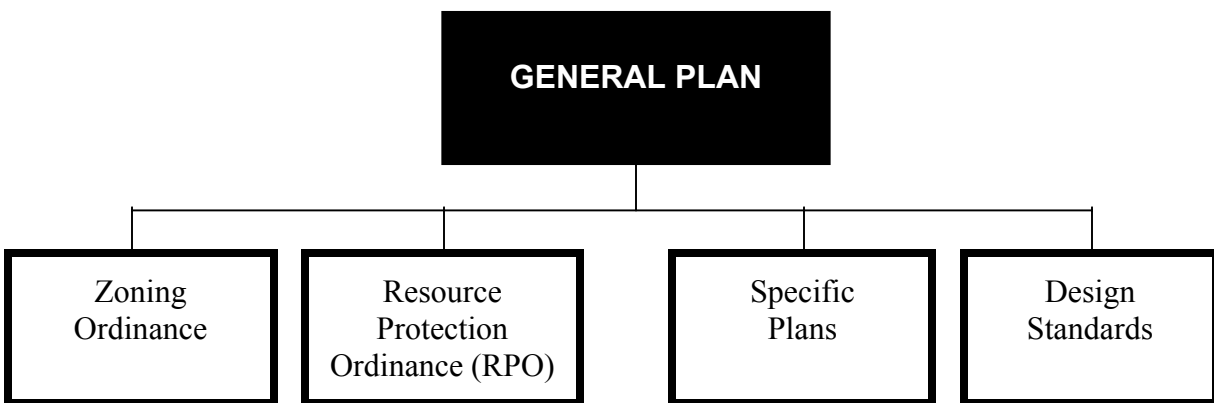 GENERAL PLAN
Zoning
Ordinance
Resource
Protection
Ordinance (RPO)
Specific
Plans
Design
Standards